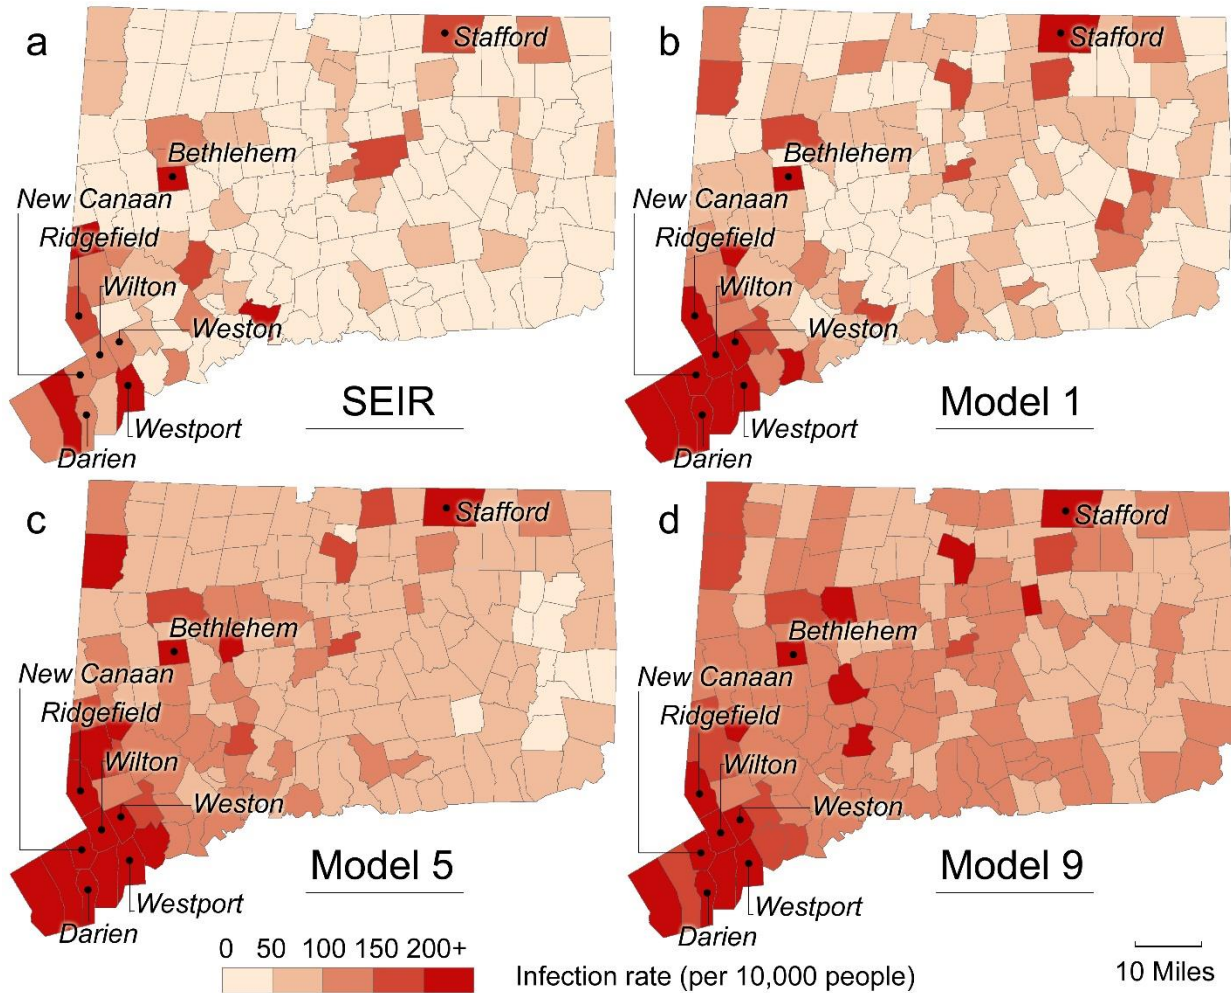 a
Stafford
Bethlehem
New Canaan
Ridgefield
Wilton
Weston
SEIR
Westport
Darien
b
Stafford
Bethlehem
New Canaan
Ridgefield
Wilton
Weston
Model 1
Westport
Darien
c
Stafford
Bethlehem
New Canaan
Ridgefield
Wilton
Weston
Model 5
Westport
Darien
d
Stafford
Bethlehem
New Canaan
Ridgefield
Wilton
Weston
Model 9
Westport
Darien
0 50 100 150 200+
Infection rate (per 10,000 people)
10 Miles